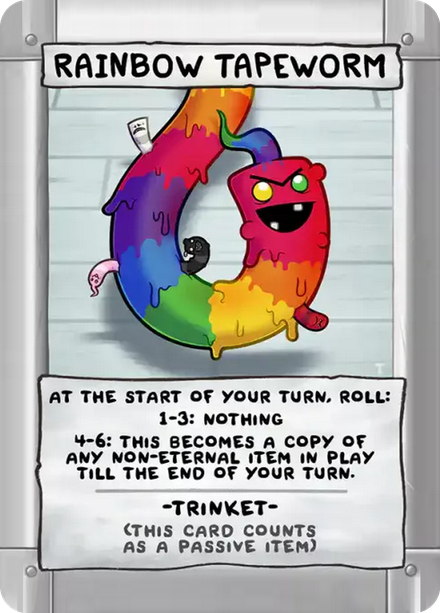 RAINBOW TAPEWORM
AT THE START OF YOUR TURN, ROLL:
1-3: NOTHING
4-6: THIS BECOMES A COPY OF
ANY NON-ETERNAL ITEM IN PLAY
TILL THE END OF YOUR TURN.
-TRINKET-
(THIS CARD COUNTS
AS A PASSIVE ITEM)